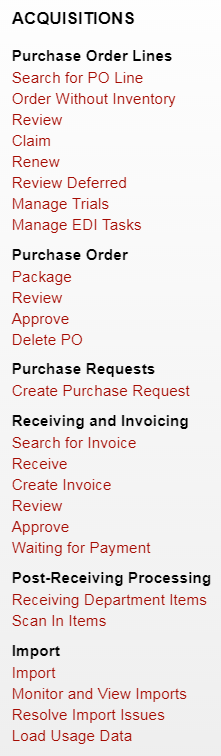 ACQUISITIONS
Purchase Order Lines
Search for PO Line
Order Without Inventory
Review
Claim
Renew
Review Deferred
Manage Trials
Manage EDI Tasks
Purchase Order
Package
Review
Approve
Delete PO
Purchase Requests
Create Purchase Request
Receiving and Invoicing
Search for Invoice
Receive
Create Invoice
Review
Approve
Waiting for Payment
Post-Receiving Processing
Receiving Department Items
Scan In Items
Import
Import
Monitor and View Imports
Resolve Import Issues
Load Usage Data